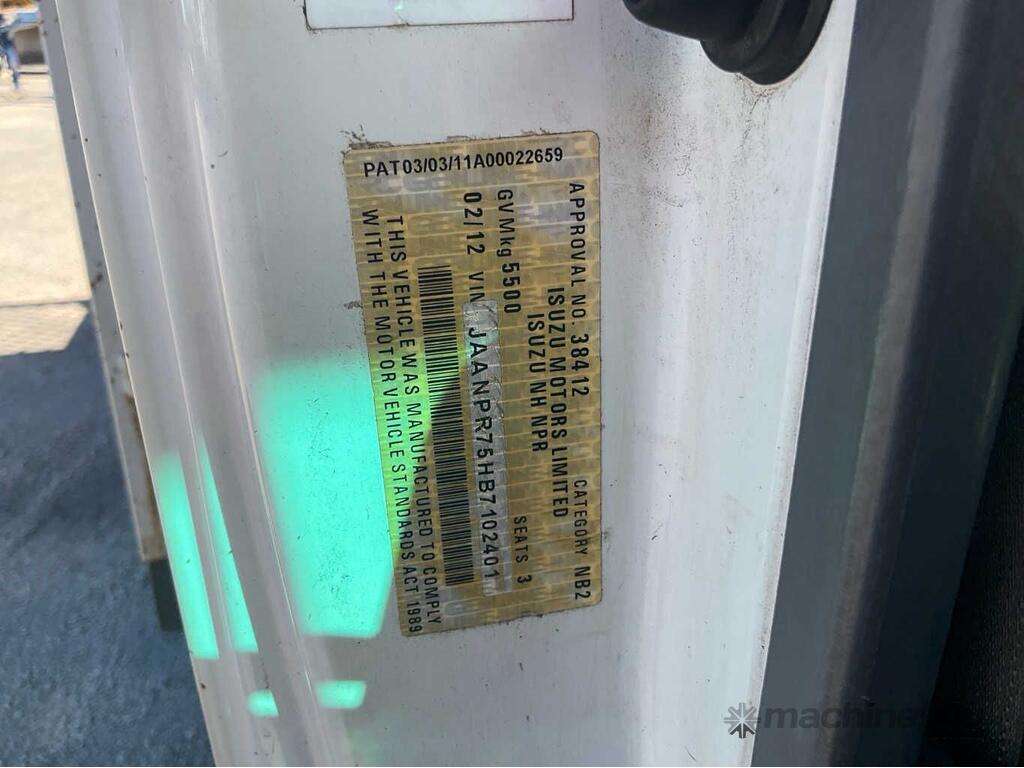 PAT03/03/11A00022659
APPROVAL NO. 38412 CATEGORY NB2
ISUZU MOTORS LIMITED
ISUZU NH NPR
GVMkg 5500 SEATS 3
02/12 VIN JAANPR75HB7102401
THIS VEHICLE WAS MANUFACTURED TO COMPLY
WITH THE MOTOR VEHICLE STANDARDS ACT 1989